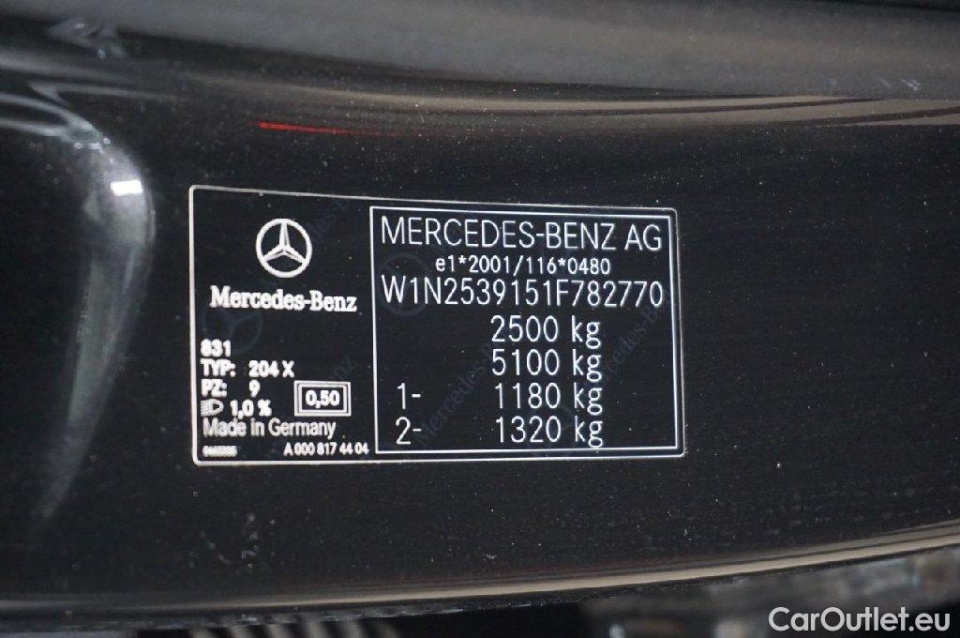 Mercedes-Benz
831
TYP: 204 X
PZ: 9
1,0 %
0,50
Made in Germany
A 000 817 44 04
MERCEDES-BENZ AG
e1*2001/116*0480
W1N2539151F782770
2500 kg
5100 kg
1- 1180 kg
2- 1320 kg
CarOutlet.eu